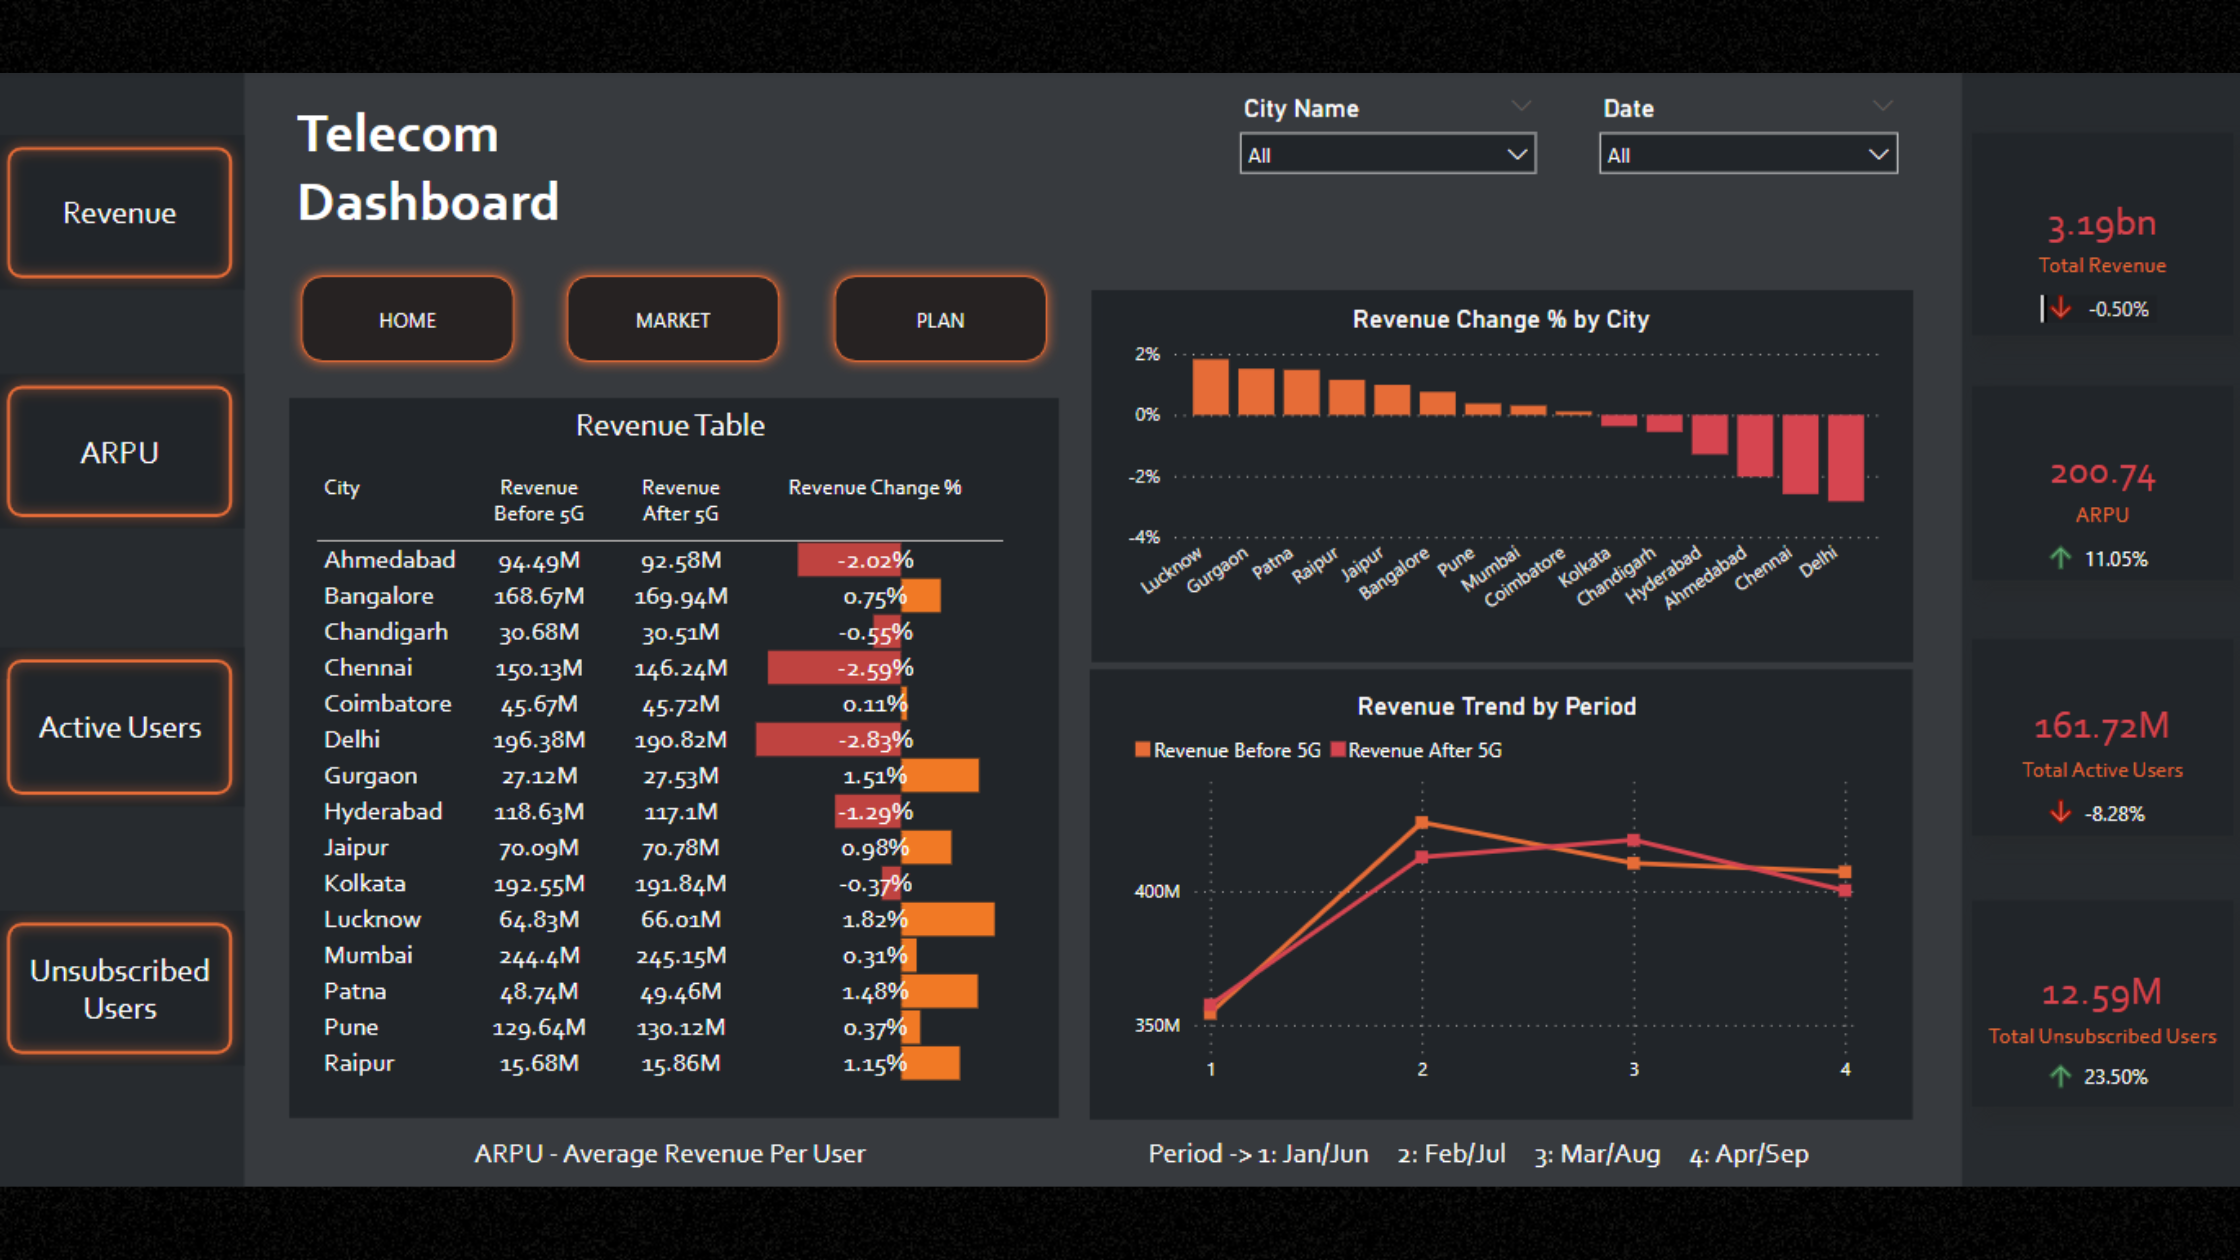 Telecom
Dashboard
City Name
All
Date
All
Revenue
ARPU
Active Users
Unsubscribed
Users
HOME
MARKET
PLAN
Revenue Table
City
Revenue
Before 5G
Revenue
After 5G
Revenue Change %
Ahmedabad 94.49M 92.58M -2.02%
Bangalore 168.67M 169.94M 0.75%
Chandigarh 30.68M 30.51M -0.55%
Chennai 150.13M 146.24M -2.59%
Coimbatore 45.67M 45.72M 0.11%
Delhi 196.38M 190.82M -2.83%
Gurgaon 27.12M 27.53M 1.51%
Hyderabad 118.63M 117.1M -1.29%
Jaipur 70.09M 70.78M 0.98%
Kolkata 192.55M 191.84M -0.37%
Lucknow 64.83M 66.01M 1.82%
Mumbai 244.4M 245.15M 0.31%
Patna 48.74M 49.46M 1.48%
Pune 129.64M 130.12M 0.37%
Raipur 15.68M 15.86M 1.15%
ARPU - Average Revenue Per User
Revenue Change % by City
2%
0%
-2%
-4%
Lucknow
Gurgaon
Patna
Raipur
Jaipur
Bangalore
Pune
Mumbai
Coimbatore
Kolkata
Chandigarh
Hyderabad
Ahmedabad
Chennai
Delhi
Revenue Trend by Period
Revenue Before 5G Revenue After 5G
400M
350M
1 2 3 4
Period -> 1: Jan/Jun 2: Feb/Jul 3: Mar/Aug 4: Apr/Sep
3.19bn
Total Revenue
-0.50%
200.74
ARPU
11.05%
161.72M
Total Active Users
-8.28%
12.59M
Total Unsubscribed Users
23.50%